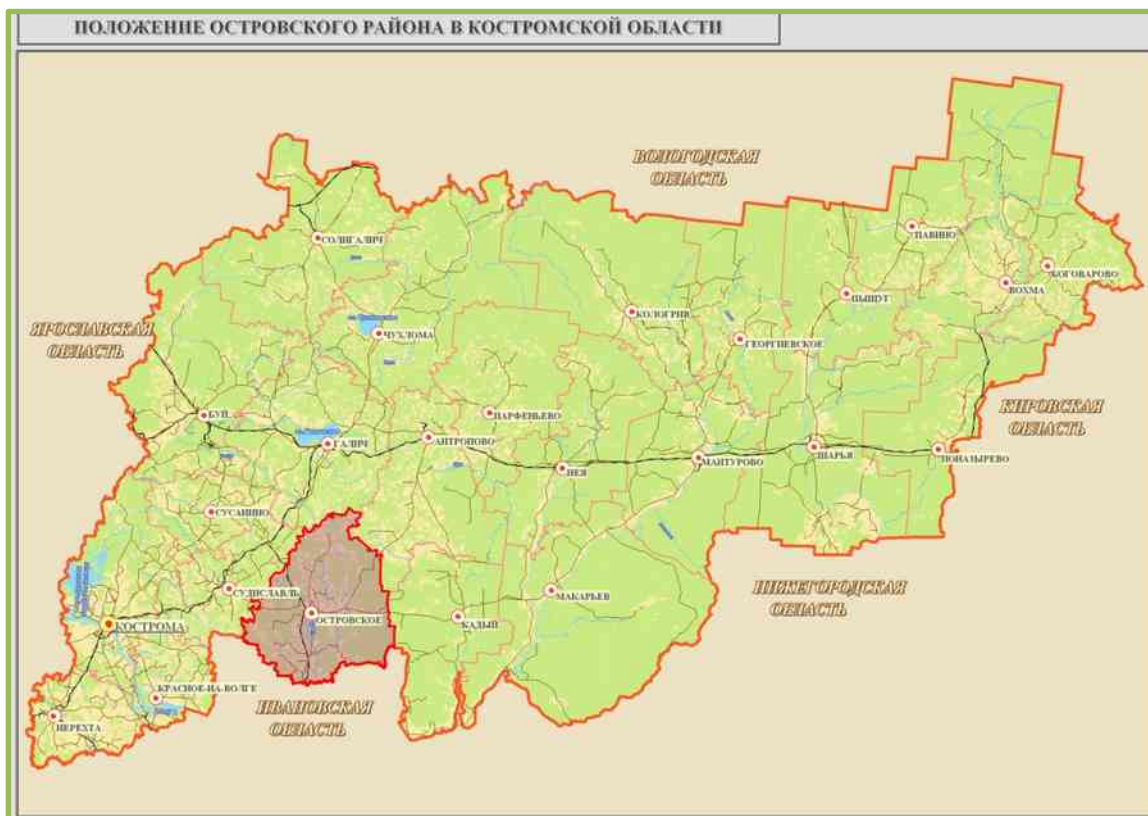 ПОЛОЖЕНИЕ ОСТРОВСКОГО РАЙОНА В КОСТРОМСКОЙ ОБЛАСТИ
ВОЛОГОДСКАЯ
ОБЛАСТЬ
СОЛИГАЛИЧ
ПАВИНО
БОГОВАРОВО
ВОХМА
ПЫЩУГ
КОЛОГРИВ
ЯРОСЛАВСКАЯ
ОБЛАСТЬ
ЧУХЛОМА
ГЕОРГИЕВСКОЕ
КИРОВСКАЯ
ОБЛАСТЬ
БУЙ
ПАРФЕНЬЕВО
ГАЛИЧ
АНТРОПОВО
НЕЯ
МАНТУРОВО
ШАРЬЯ
ПОНАЗЫРЕВО
СУСАНИНО
СУДИСЛАВЛЬ
МАКАРЬЕВ
НИЖЕГОРОДСКАЯ
ОБЛАСТЬ
КОСТРОМА
ОСТРОВСКОЕ
КАДЫЙ
КРАСНОЕ-НА-ВОЛГЕ
ИВАНОВСКАЯ
ОБЛАСТЬ
НЕРЕХТА